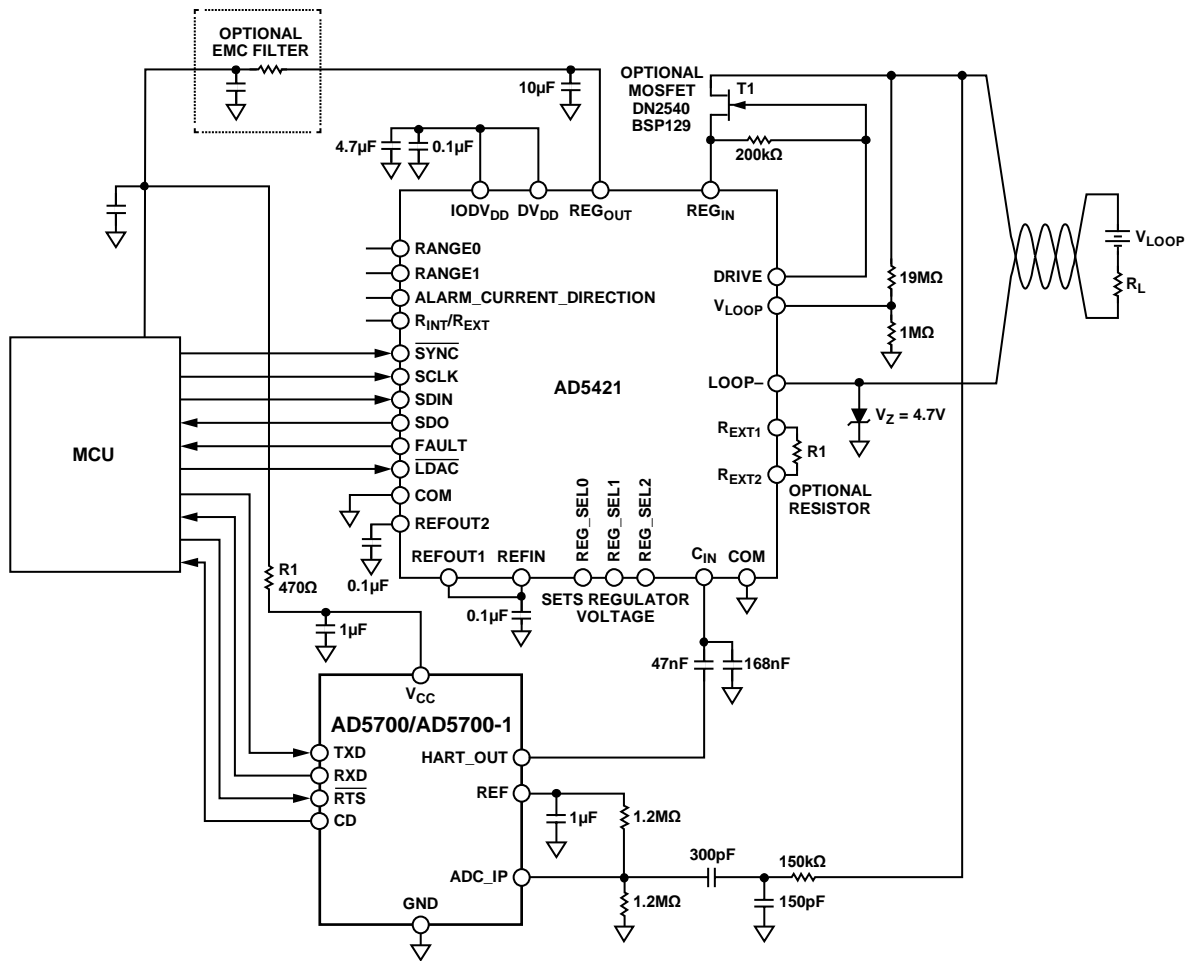 OPTIONAL
EMC FILTER
10µF
OPTIONAL
MOSFET
DN2540
BSP129
T1
200kΩ
4.7µF
0.1µF
IODVDD
DVDD
REGOUT
REGIN
VLOOP
RL
RANGE0
RANGE1
ALARM_CURRENT_DIRECTION
RINT/REXT
SYNC
SCLK
SDIN
SDO
FAULT
LDAC
COM
REFOUT2
MCU
AD5421
DRIVE
VLOOP
LOOP–
REXT1
REXT2
19MΩ
1MΩ
VZ = 4.7V
R1
OPTIONAL
RESISTOR
0.1µF
REFOUT1
REFIN
REG_SEL0
REG_SEL1
REG_SEL2
CIN
COM
SETS REGULATOR
VOLTAGE
0.1µF
R1
470Ω
1µF
47nF
168nF
VCC
AD5700/AD5700-1
TXD
RXD
RTS
CD
HART_OUT
REF
ADC_IP
GND
1µF
1.2MΩ
1.2MΩ
300pF
150kΩ
150pF